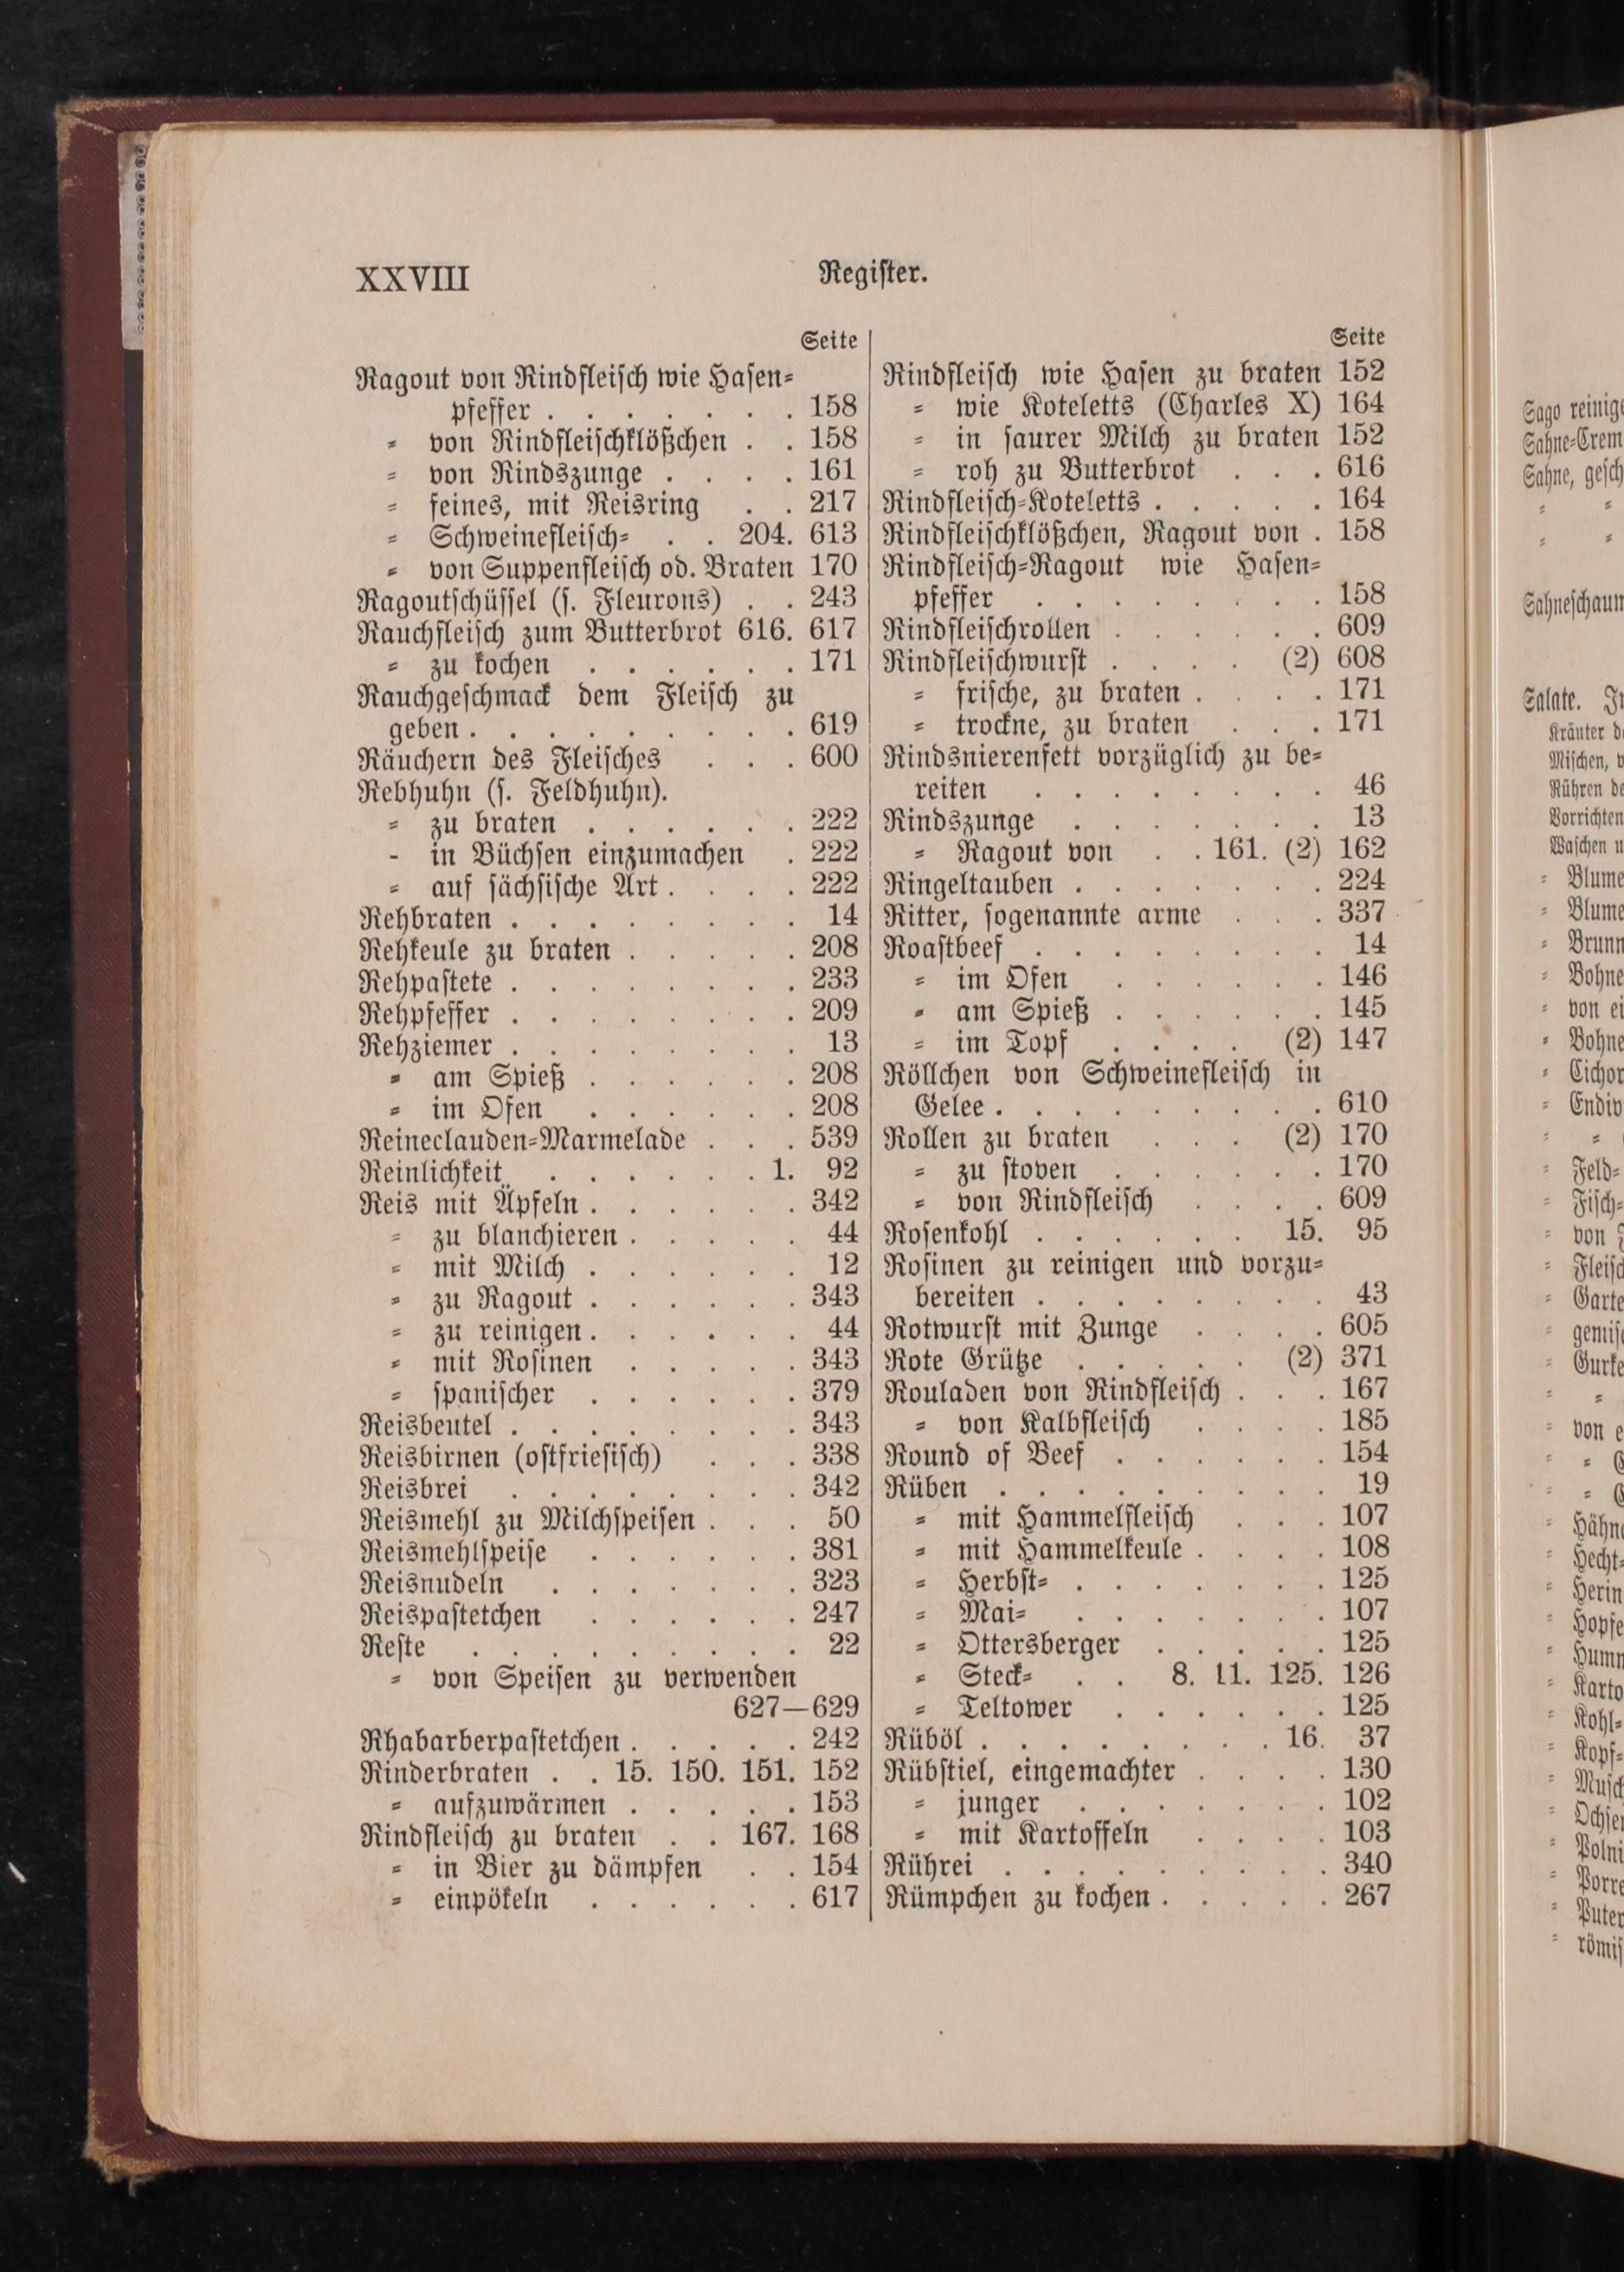 XXVIII
Regiſter.
Seite
Ragout von Rindfleiſch wie Haſen⸗
pfeffer . . . . . . . . 158
⸗ von Rindfleiſchklößchen . . 158
⸗ von Rindszunge . . . . 161
⸗ feines, mit Reisring . . 217
⸗ Schweinefleiſch⸗ . . 204. 613
⸗ von Suppenfleiſch od. Braten 170
Ragoutſchüſſel (ſ. Fleurons) . . 243
Rauchfleiſch zum Butterbrot 616. 617
⸗ zu kochen . . . . . . . 171
Rauchgeſchmack dem Fleiſch zu
geben . . . . . . . . . . 619
Räuchern des Fleiſches . . . 600
Rebhuhn (ſ. Feldhuhn).
⸗ zu braten . . . . . . . 222
- in Büchſen einzumachen . 222
⸗ auf ſächſiſche Art . . . . 222
Rehbraten . . . . . . . . . 14
Rehkeule zu braten . . . . . . 208
Rehpaſtete . . . . . . . . . 233
Rehpfeffer . . . . . . . . . 209
Rehziemer . . . . . . . . . 13
⸗ am Spieß . . . . . . . 208
⸗ im Ofen . . . . . . . 208
Reineclauden⸗Marmelade . . . 539
Reinlichkeit . . . . . . . 1. 92
Reis mit Äpfeln . . . . . . . 342
⸗ zu blanchieren . . . . . . 44
⸗ mit Milch . . . . . . . 12
⸗ zu Ragout . . . . . . . 343
⸗ zu reinigen . . . . . . . 44
⸗ mit Roſinen . . . . . . 343
⸗ ſpaniſcher . . . . . . . 379
Reisbeutel . . . . . . . . . 343
Reisbirnen (oſtfrieſiſch) . . . 338
Reisbrei . . . . . . . . . 342
Reismehl zu Milchſpeiſen . . . 50
Reismehlſpeiſe . . . . . . . 381
Reisnudeln . . . . . . . . 323
Reispaſtetchen . . . . . . . 247
Reſte . . . . . . . . . . 22
⸗ von Speiſen zu verwenden
627—629
Rhabarberpaſtetchen . . . . . . 242
Rinderbraten . . 15. 150. 151. 152
⸗ aufzuwärmen . . . . . . 153
Rindfleiſch zu braten . . 167. 168
⸗ in Bier zu dämpfen . . 154
⸗ einpökeln . . . . . . . 617
Seite
Rindfleiſch wie Haſen zu braten 152
⸗ wie Koteletts (Charles X) 164
⸗ in ſaurer Milch zu braten 152
⸗ roh zu Butterbrot . . . 616
Rindfleiſch⸗Koteletts . . . . . . 164
Rindfleiſchklößchen, Ragout von . 158
Rindfleiſch⸗Ragout wie Haſen⸗
pfeffer . . . . . . . . . 158
Rindfleiſchrollen . . . . . . . 609
Rindfleiſchwurſt . . . . (2) 608
⸗ friſche, zu braten . . . . 171
⸗ trockne, zu braten . . . 171
Rindsnierenfett vorzüglich zu be⸗
reiten . . . . . . . . . 46
Rindszunge . . . . . . . . 13
⸗ Ragout von . . 161. (2) 162
Ringeltauben . . . . . . . . 224
Ritter, ſogenannte arme . . . 337
Roaſtbeef . . . . . . . . . 14
⸗ im Ofen . . . . . . . 146
⸗ am Spieß . . . . . . . 145
⸗ im Topf . . . . (2) 147
Röllchen von Schweinefleiſch in
Gelee . . . . . . . . . . 610
Rollen zu braten . . . (2) 170
⸗ zu ſtoven . . . . . . . 170
⸗ von Rindfleiſch . . . . 609
Roſenkohl . . . . . . . 15. 95
Roſinen zu reinigen und vorzu⸗
bereiten . . . . . . . . . 43
Rotwurſt mit Zunge . . . . 605
Rote Grütze . . . . . (2) 371
Rouladen von Rindfleiſch . . . 167
⸗ von Kalbfleiſch . . . . 185
Round of Beef . . . . . . . 154
Rüben . . . . . . . . . . 19
⸗ mit Hammelfleiſch . . . 107
⸗ mit Hammelkeule . . . . 108
⸗ Herbſt⸗ . . . . . . . . 125
⸗ Mai⸗ . . . . . . . . 107
⸗ Ottersberger . . . . . 125
⸗ Steck⸗ . . 8. 11. 125. 126
⸗ Teltower . . . . . . 125
Rüböl . . . . . . . . . 16. 37
Rübſtiel, eingemachter . . . . 130
⸗ junger . . . . . . . 102
⸗ mit Kartoffeln . . . . 103
Rührei . . . . . . . . . . 340
Rümpchen zu kochen . . . . . 267
Sago
Sahne,
Salate.
Kräuter
Miſchen,
Rühren
Vorrichten
Waſchen
⸗ von
⸗ Feld⸗
⸗ Fiſch⸗
⸗ von
⸗ Kohl⸗
⸗ Kopf⸗